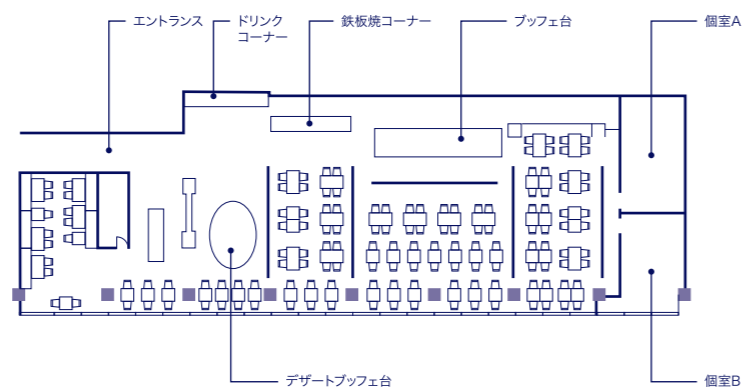 エントランス
ドリンク
コーナー
鉄板焼コーナー
ブッフェ台
個室A
デザートブッフェ台
個室B